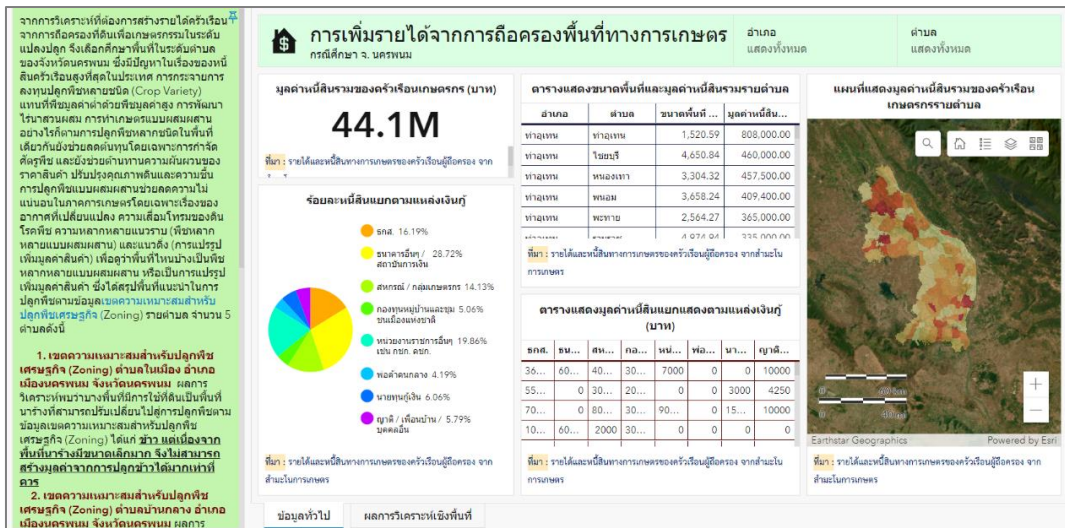 จากการวิเคราะห์ที่ต้องการสร้างรายได้ครัวเรือน
จากการถือครองที่ดินเพื่อเกษตรกรรมในระดับ
แปลงปลูก จึงเลือกศึกษาพื้นที่ในระดับตำบล
ของจังหวัดนครพนม ซึ่งมีปัญหาในเรื่องของหนี้
สินครัวเรือนสูงที่สุดในประเทศ การกระจายการ
ลงทุนปลูกพืชหลายชนิด (Crop Variety)
แทนที่พืชมูลค่าต่ำด้วยพืชมูลค่าสูง การพัฒนา
ไร่นาสวนผสม การทำเกษตรแบบผสมผสาน
อย่างไรก็ตามการปลูกพืชหลากชนิดในพื้นที่
เดียวกันยังช่วยลดต้นทุนโดยเฉพาะการกำจัด
ศัตรูพืช และยังช่วยต้านทานความผันผวนของ
ราคาสินค้า ปรับปรุงคุณภาพดินและความชื้น
การปลูกพืชแบบผสมผสานช่วยลดความไม่
แน่นอนในภาคการเกษตรโดยเฉพาะเรื่องของ
อากาศที่เปลี่ยนแปลง ความเสื่อมโทรมของดิน
โรคพืช ความหลากหลายแนวราบ (พืชหลาก
หลายแบบผสมผสาน) และแนวดิ่ง (การแปรรูป
เพิ่มมูลค่าสินค้า) เพื่อดูว่าพื้นที่ไหนบ้างเป็นพืช
หลากหลายแบบผสมผสาน หรือเป็นการแปรรูป
เพิ่มมูลค่าสินค้า ซึ่งได้สรุปพื้นที่แนะนำในการ
ปลูกพืชตามข้อมูลเขตความเหมาะสมสำหรับ
ปลูกพืชเศรษฐกิจ (Zoning) รายตำบล จำนวน 5
ตำบลดังนี้
1. เขตความเหมาะสมสำหรับปลูกพืช
เศรษฐกิจ (Zoning) ตำบลในเมือง อำเภอ
เมืองนครพนม จังหวัดนครพนม ผลการ
วิเคราะห์พบว่าบางพื้นที่มีการใช้ที่ดินเป็นพื้นที่
นาร้างที่สามารถปรับเปลี่ยนไปสู่การปลูกพืชตาม
ข้อมูลเขตความเหมาะสมสำหรับปลูกพืช
เศรษฐกิจ (Zoning) ได้แก่ ข้าว แต่เนื่องจาก
พื้นที่นาร้างมีขนาดเล็กมาก จึงไม่สามารถ
สร้างมูลค่าจากการปลูกข้าวได้มากเท่าที่
ควร
2. เขตความเหมาะสมสำหรับปลูกพืช
เศรษฐกิจ (Zoning) ตำบลบ้านกลาง อำเภอ
เมืองนครพนม จังหวัดนครพนม ผลการ
การเพิ่มรายได้จากการถือครองพื้นที่ทางการเกษตร
กรณีศึกษา จ. นครพนม
อำเภอ
แสดงทั้งหมด
ตำบล
แสดงทั้งหมด
มูลค่าหนี้สินรวมของครัวเรือนเกษตรกร (บาท)
44.1M
ที่มา : รายได้และหนี้สินทางการเกษตรของครัวเรือนผู้ถือครอง จาก
ร้อยละหนี้สินแยกตามแหล่งเงินกู้
ธกส. 16.19%
ธนาคารอื่นๆ / 28.72%
สถาบันการเงิน
สหกรณ์ / กลุ่มเกษตรกร 14.13%
กองทุนหมู่บ้านและชุม 5.06%
ชนเมืองแห่งชาติ
หน่วยงานราชการอื่นๆ 19.86%
เช่น กขก. คชก.
พ่อค้าคนกลาง 4.19%
นายทุนกู้เงิน 6.06%
ญาติ / เพื่อนบ้าน / 5.79%
บุคคลอื่น
ที่มา : รายได้และหนี้สินทางการเกษตรของครัวเรือนผู้ถือครอง จาก
สำมะโนการเกษตร
ตารางแสดงขนาดพื้นที่และมูลค่าหนี้สินรวมรายตำบล
อำเภอ ตำบล ขนาดพื้นที่ ... มูลค่าหนี้สิน...
ท่าอุเทน ท่าอุเทน 1,520.59 808,000.00
ท่าอุเทน ไชยบุรี 4,650.84 460,000.00
ท่าอุเทน หนองเทา 3,304.32 457,500.00
ท่าอุเทน พนอม 3,658.24 409,400.00
ท่าอุเทน พะทาย 2,564.27 365,000.00
ท่าอุเทน รามราช 4,974.94 335,000.00
ที่มา : รายได้และหนี้สินทางการเกษตรของครัวเรือนผู้ถือครอง จากสำมะโน
การเกษตร
ตารางแสดงมูลค่าหนี้สินแยกแสดงตามแหล่งเงินกู้
(บาท)
ธกส. ธน... สห... กอ... หน่... พ่อ... นา... ญาติ...
36... 60... 40... 30... 7000 0 0 10000
55... 0 30... 20... 0 0 3000 4250
70... 0 80... 30... 90... 0 15... 10000
10... 60... 2000 30... 0 0 0 0
ที่มา : รายได้และหนี้สินทางการเกษตรของครัวเรือนผู้ถือครอง จากสำมะโน
การเกษตร
แผนที่แสดงมูลค่าหนี้สินรวมของครัวเรือน
เกษตรกรรายตำบล
Earthstar Geographics
Powered by Esri
ที่มา : รายได้และหนี้สินทางการเกษตรของครัวเรือนผู้ถือครอง จาก
สำมะโนการเกษตร
ข้อมูลทั่วไป
ผลการวิเคราะห์เชิงพื้นที่